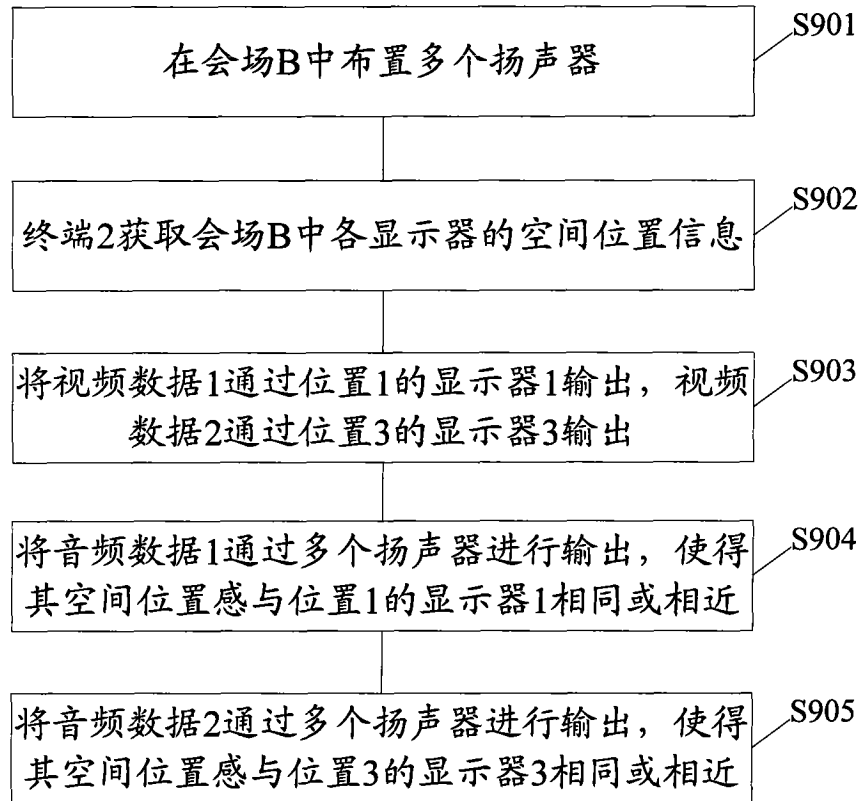 S901
在会场B中布置多个扬声器
S902
终端2获取会场B中各显示器的空间位置信息
S903
将视频数据1通过位置1的显示器1输出，视频
数据2通过位置3的显示器3输出
S904
将音频数据1通过多个扬声器进行输出，使得
其空间位置感与位置1的显示器1相同或相近
S905
将音频数据2通过多个扬声器进行输出，使得
其空间位置感与位置3的显示器3相同或相近